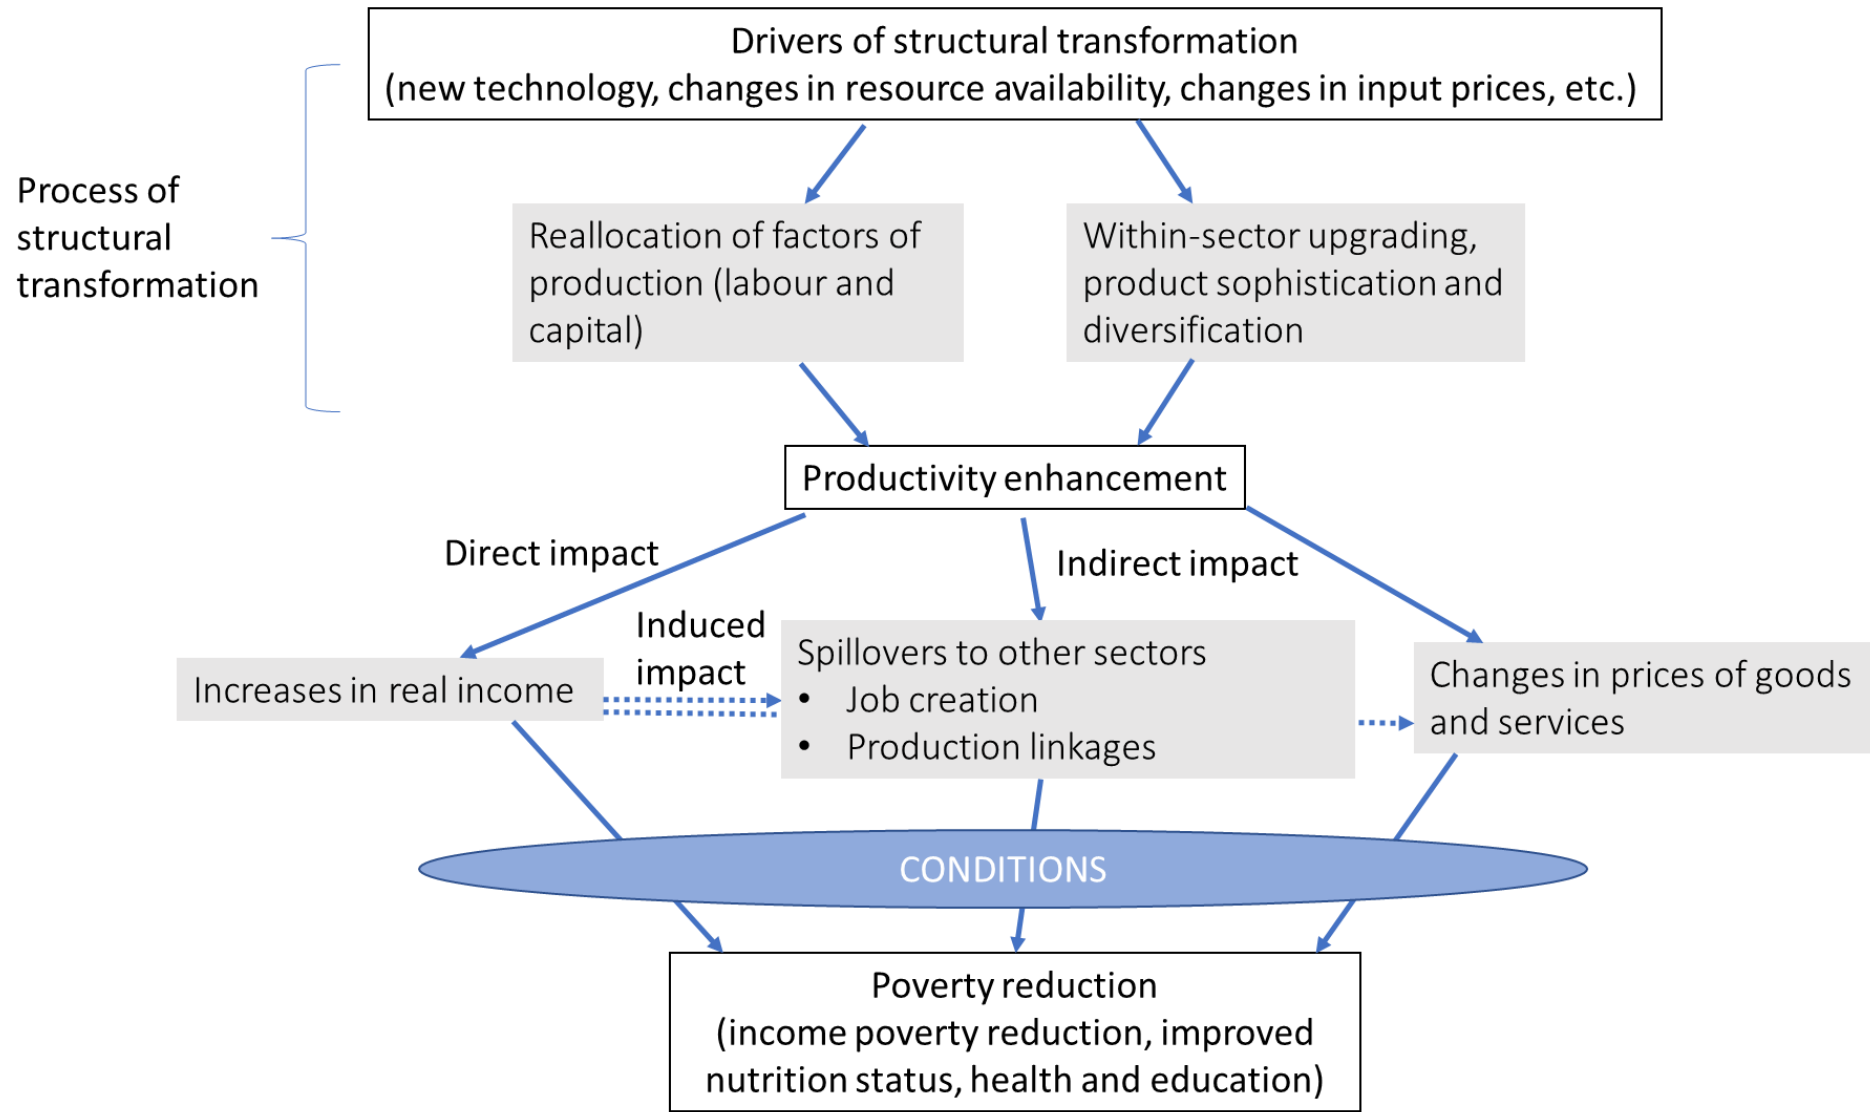 Drivers of structural transformation
(new technology, changes in resource availability, changes in input prices, etc.)
Process of
structural
transformation
Reallocation of factors of
production (labour and
capital)
Within-sector upgrading,
product sophistication and
diversification
Productivity enhancement
Direct impact
Indirect impact
Induced
impact
Increases in real income
Spillovers to other sectors
• Job creation
• Production linkages
Changes in prices of goods
and services
CONDITIONS
Poverty reduction
(income poverty reduction, improved
nutrition status, health and education)